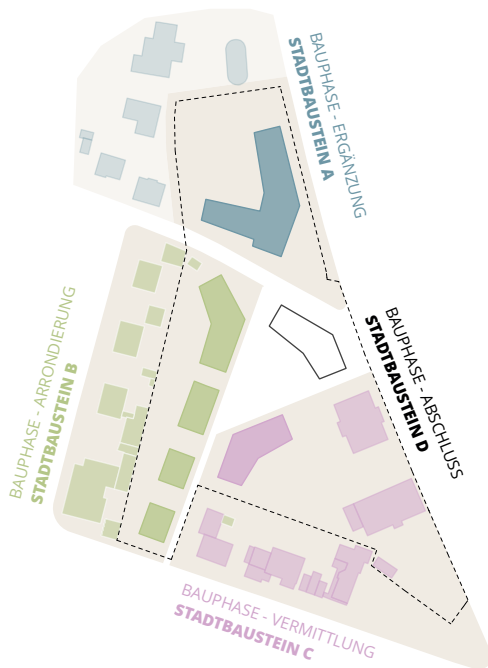 BAUPHASE - ERGÄNZUNG
STADTBAUSTEIN A
BAUPHASE - ARRONDIERUNG
STADTBAUSTEIN B
BAUPHASE - ABSCHLUSS
STADTBAUSTEIN D
BAUPHASE - VERMITTLUNG
STADTBAUSTEIN C